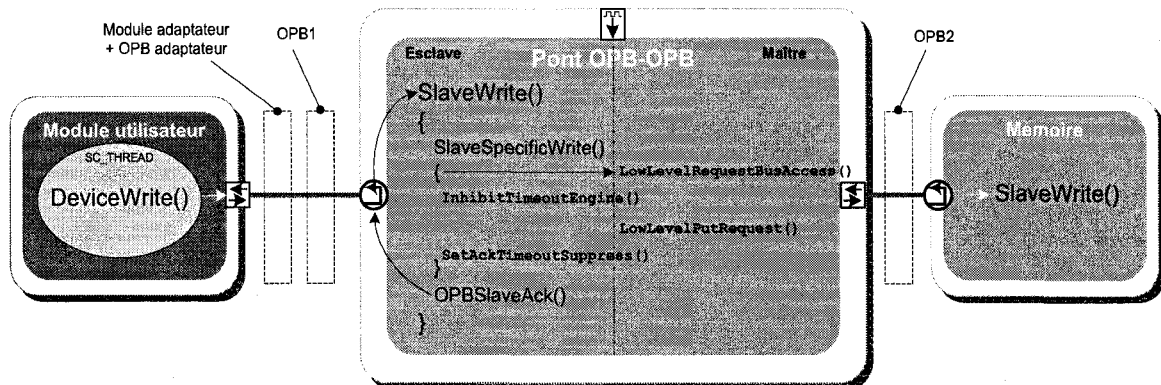 Module adaptateur
+ OPB adaptateur
OPB1
OPB2
Esclave
Pont OPB-OPB
Maître
Module utilisateur
SC_THREAD
DeviceWrite()
SlaveWrite()
{
SlaveSpecificWrite()
{
LowLevelRequestBusAccess()
InhibitTimeoutEngine()
LowLevelPutRequest()
SetAckTimeoutSuppress()
}
OPBSlaveAck()
}
Memoire
SlaveWrite()